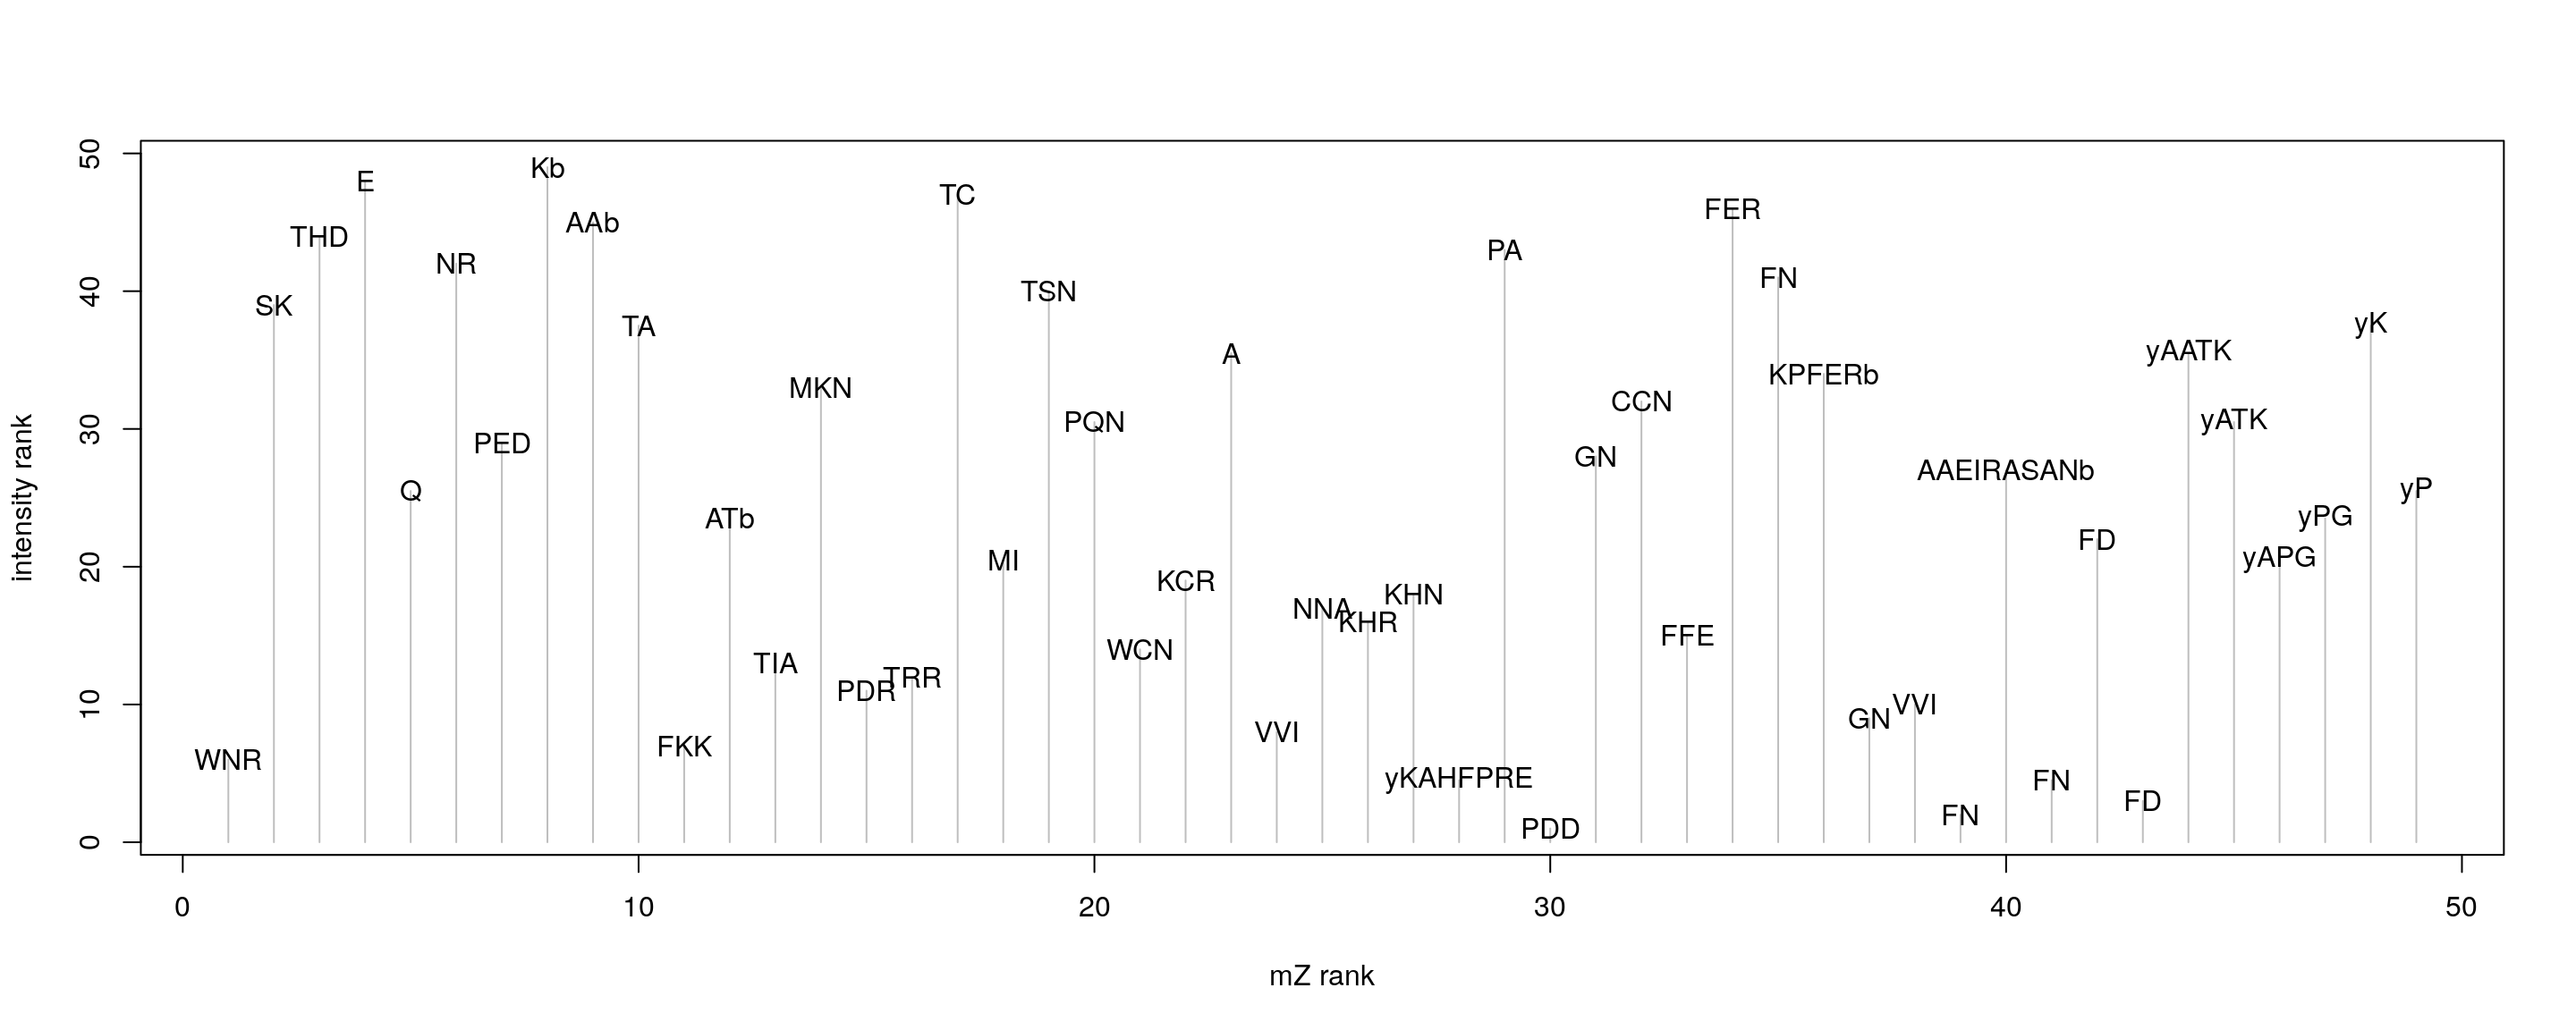 50
40
30
20
10
0
intensity rank
WNR
SK
THD
E
Q
NR
PED
Kb
AAb
TA
FKK
ATb
TIA
MKN
PDR
TRR
TC
MI
TSN
PQN
WCN
KCR
A
VVI
NNA
KHR
KHN
yKAHFPRE
PA
PDD
GN
CCN
FFE
FER
FN
KPFERb
GN
VVI
FN
AAEIRASANb
FN
FD
FD
yAATK
yATK
yAPG
yPG
yK
yP
0
10
20
30
40
50
mZ rank